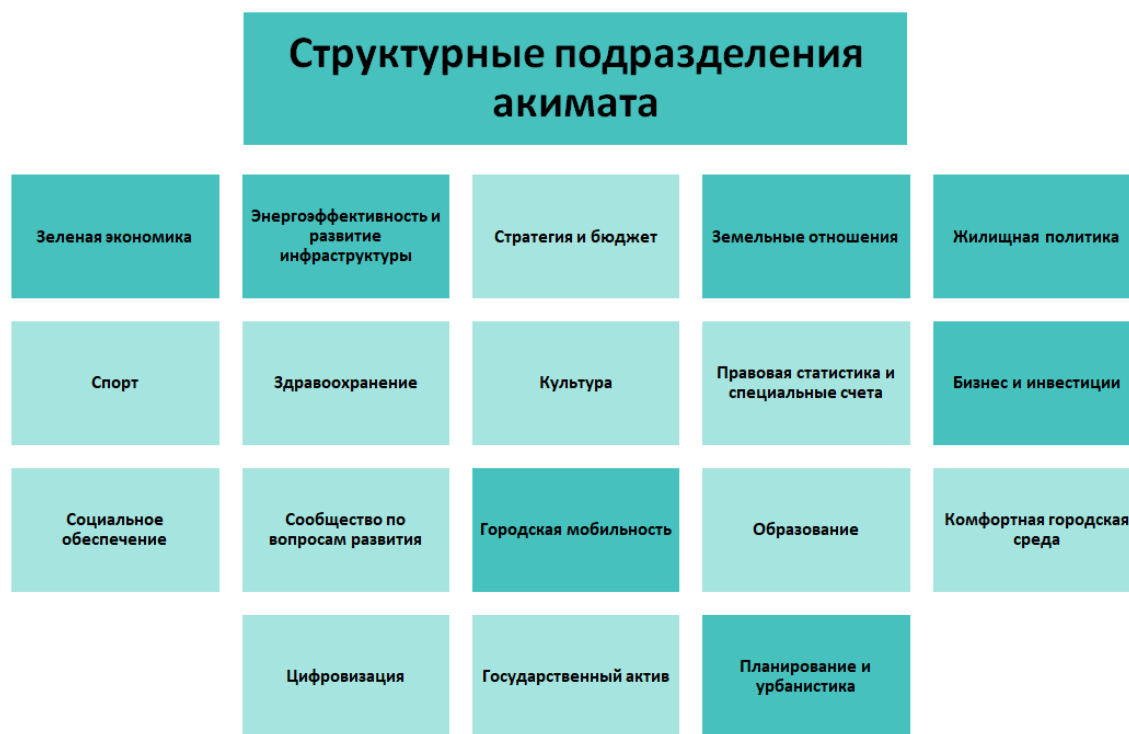 Структурные подразделения
акимата
Зеленая экономика
Энергоэффективность и
развитие
инфраструктуры
Стратегия и бюджет
Земельные отношения
Жилищная политика
Спорт
Здравоохранение
Культура
Правовая статистика и
специальные счета
Бизнес и инвестиции
Социальное
обеспечение
Сообщество по
вопросам развития
Городская мобильность
Образование
Комфортная городская
среда
Цифровизация
Государственный актив
Планирование и
урбанистика